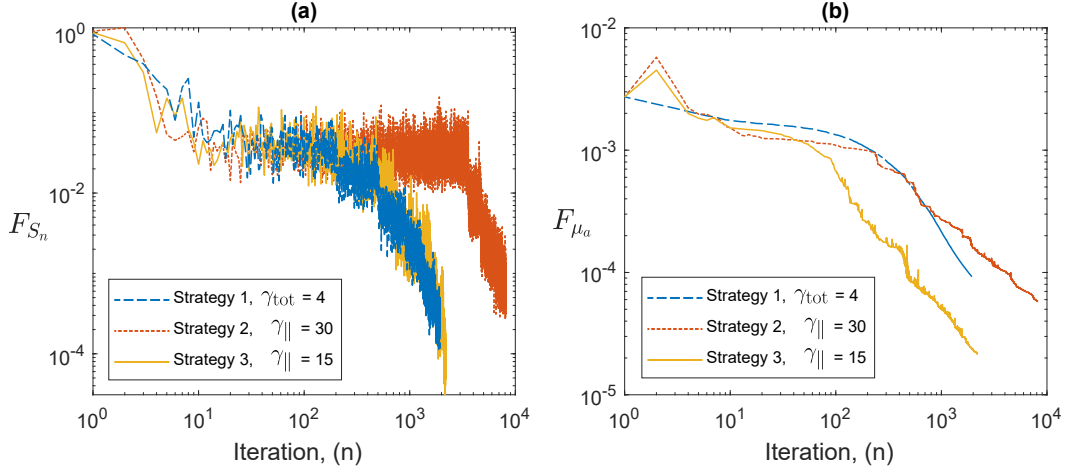 (a)
10^0
10^-2
10^-4
F_{S_n}
Strategy 1, γ_tot = 4
Strategy 2, γ_|| = 30
Strategy 3, γ_|| = 15
10^0 10^1 10^2 10^3 10^4
Iteration, (n)
(b)
10^-2
10^-3
10^-4
10^-5
F_{μ_a}
Strategy 1, γ_tot = 4
Strategy 2, γ_|| = 30
Strategy 3, γ_|| = 15
10^0 10^1 10^2 10^3 10^4
Iteration, (n)